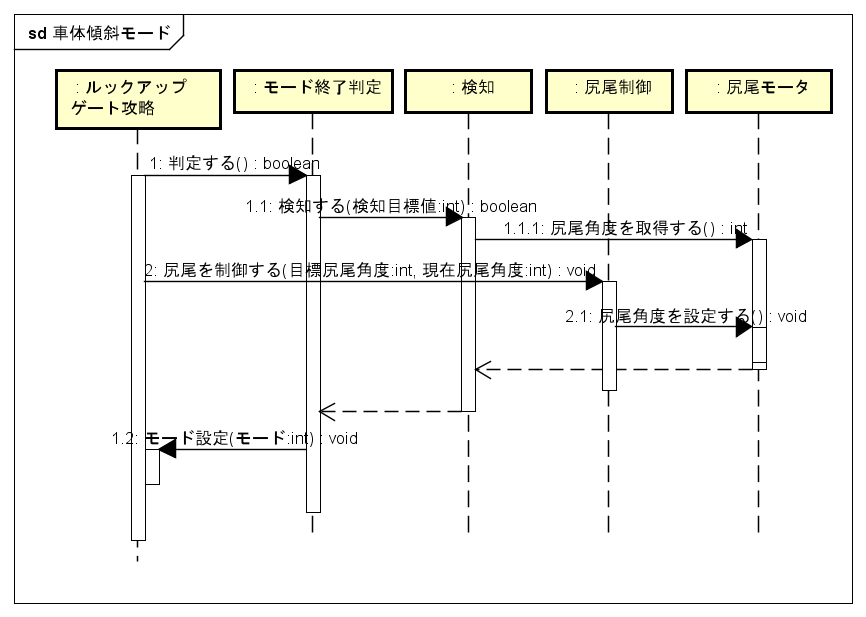 sd 車体傾斜モード
: ルックアップ
ゲート攻略
: モード終了判定
: 検知
: 尻尾制御
: 尻尾モータ
1: 判定する() : boolean
1.1: 検知する(検知目標値:int) : boolean
1.1.1: 尻尾角度を取得する() : int
2: 尻尾を制御する(目標尻尾角度:int, 現在尻尾角度:int) : void
2.1: 尻尾角度を設定する() : void
1.2: モード設定(モード:int) : void